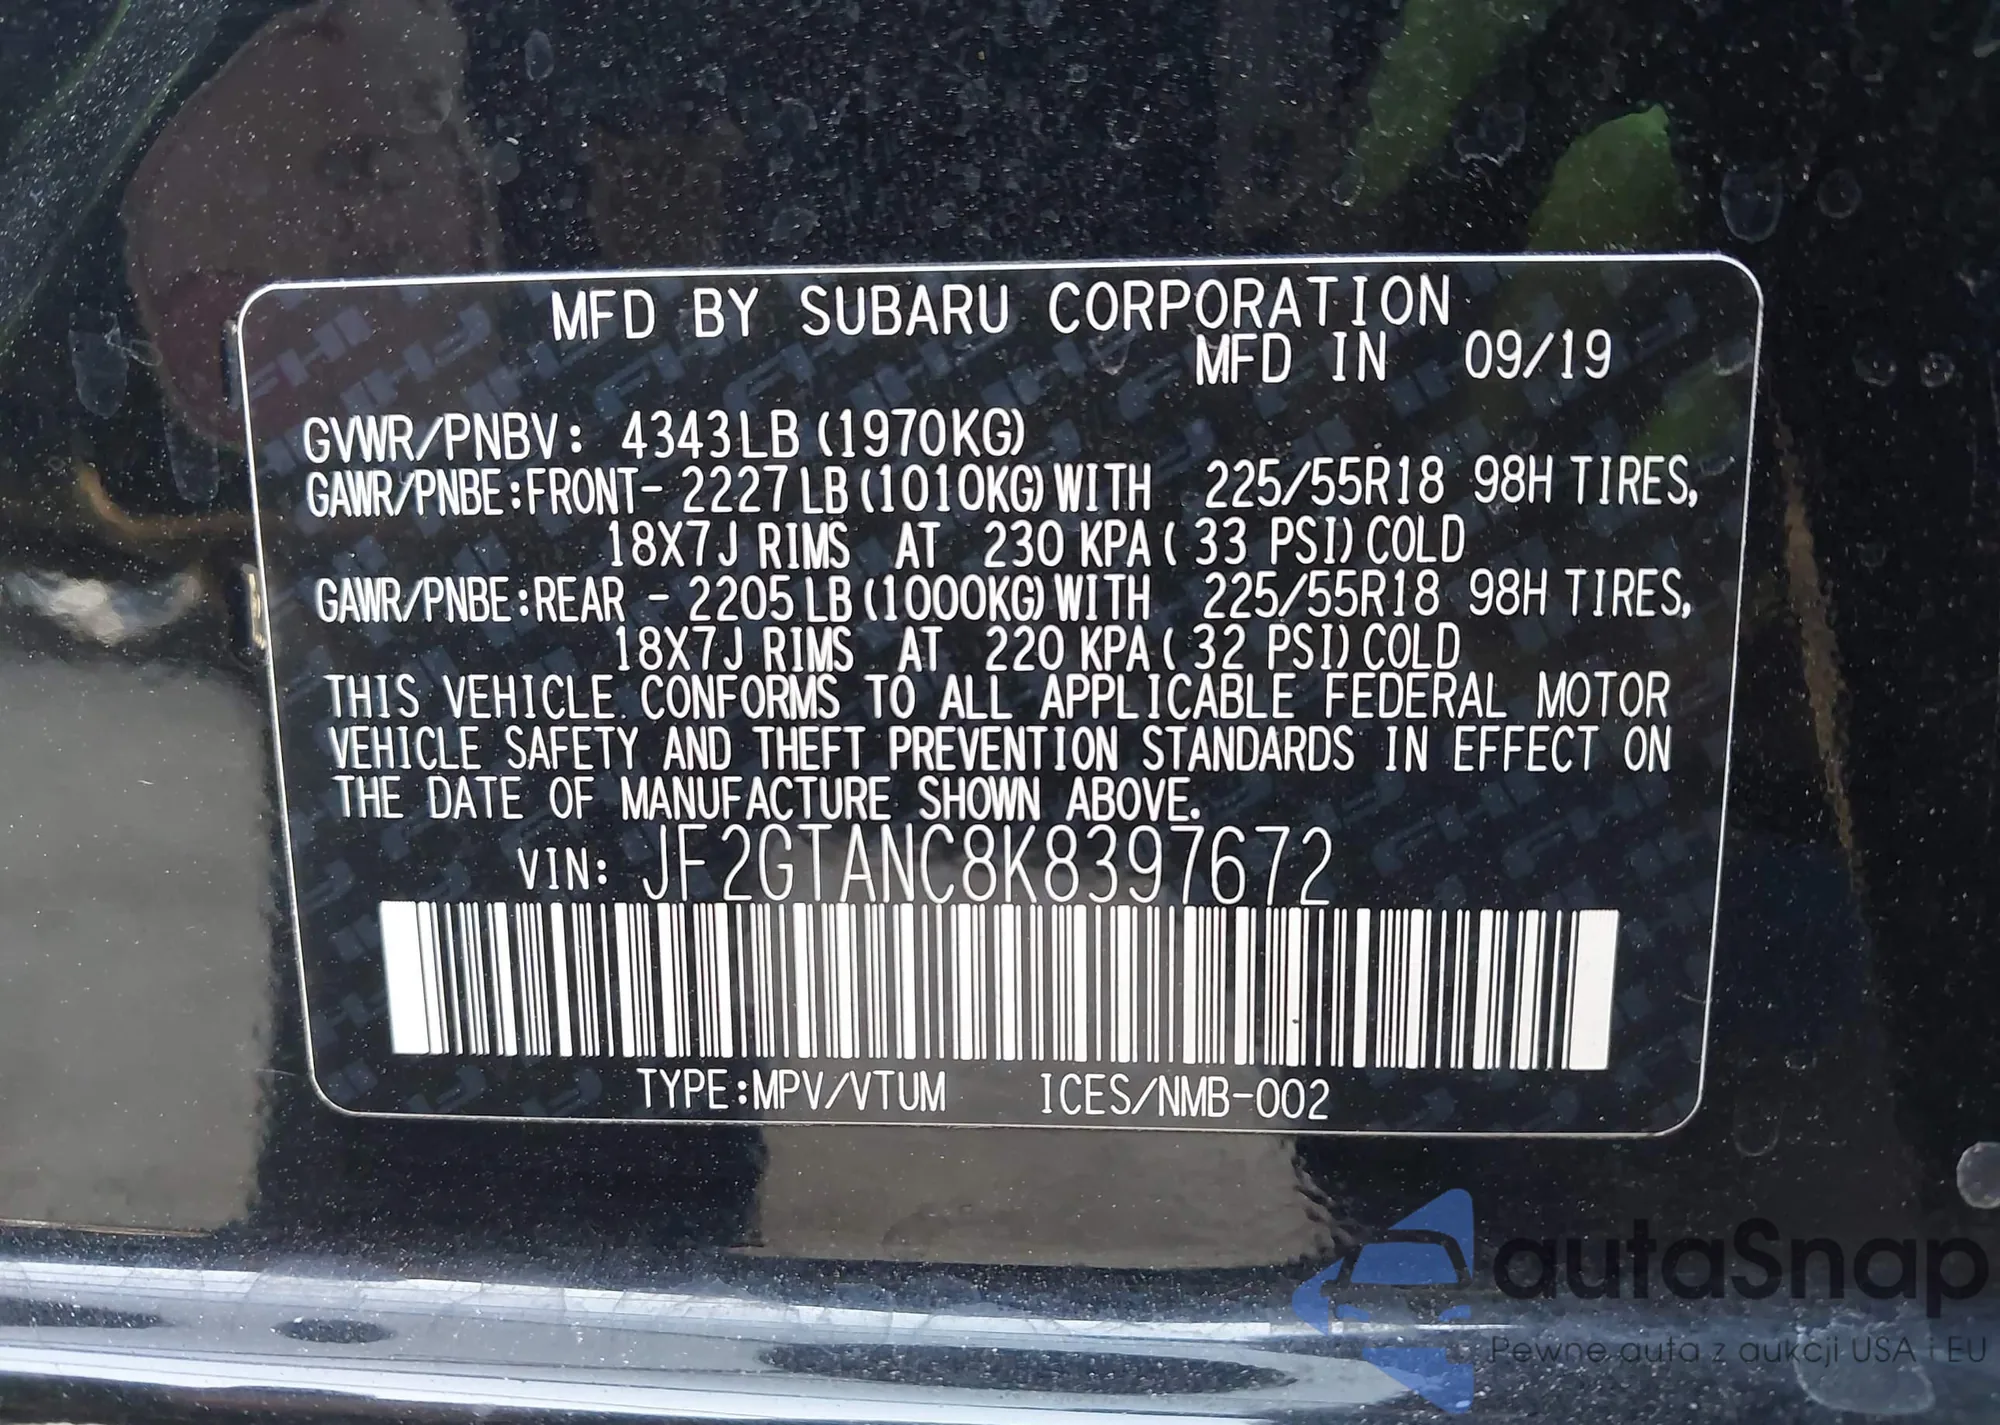 MFD BY SUBARU CORPORATION
MFD IN 09/19
GVWR/PNBV: 4343LB(1970KG)
GAWR/PNBE:FRONT- 2227LB(1010KG)WITH 225/55R18 98H TIRES,
18X7J RIMS AT 230 KPA( 33 PSI)COLD
GAWR/PNBE:REAR - 2205LB(1000KG)WITH 225/55R18 98H TIRES,
18X7J RIMS AT 220 KPA( 32 PSI)COLD
THIS VEHICLE CONFORMS TO ALL APPLICABLE FEDERAL MOTOR
VEHICLE SAFETY AND THEFT PREVENTION STANDARDS IN EFFECT ON
THE DATE OF MANUFACTURE SHOWN ABOVE.
VIN: JF2GTANC8K8397672
TYPE:MPV/VTUM ICES/NMB-002
autaSnap
Pewne auta z aukcji USA i EU